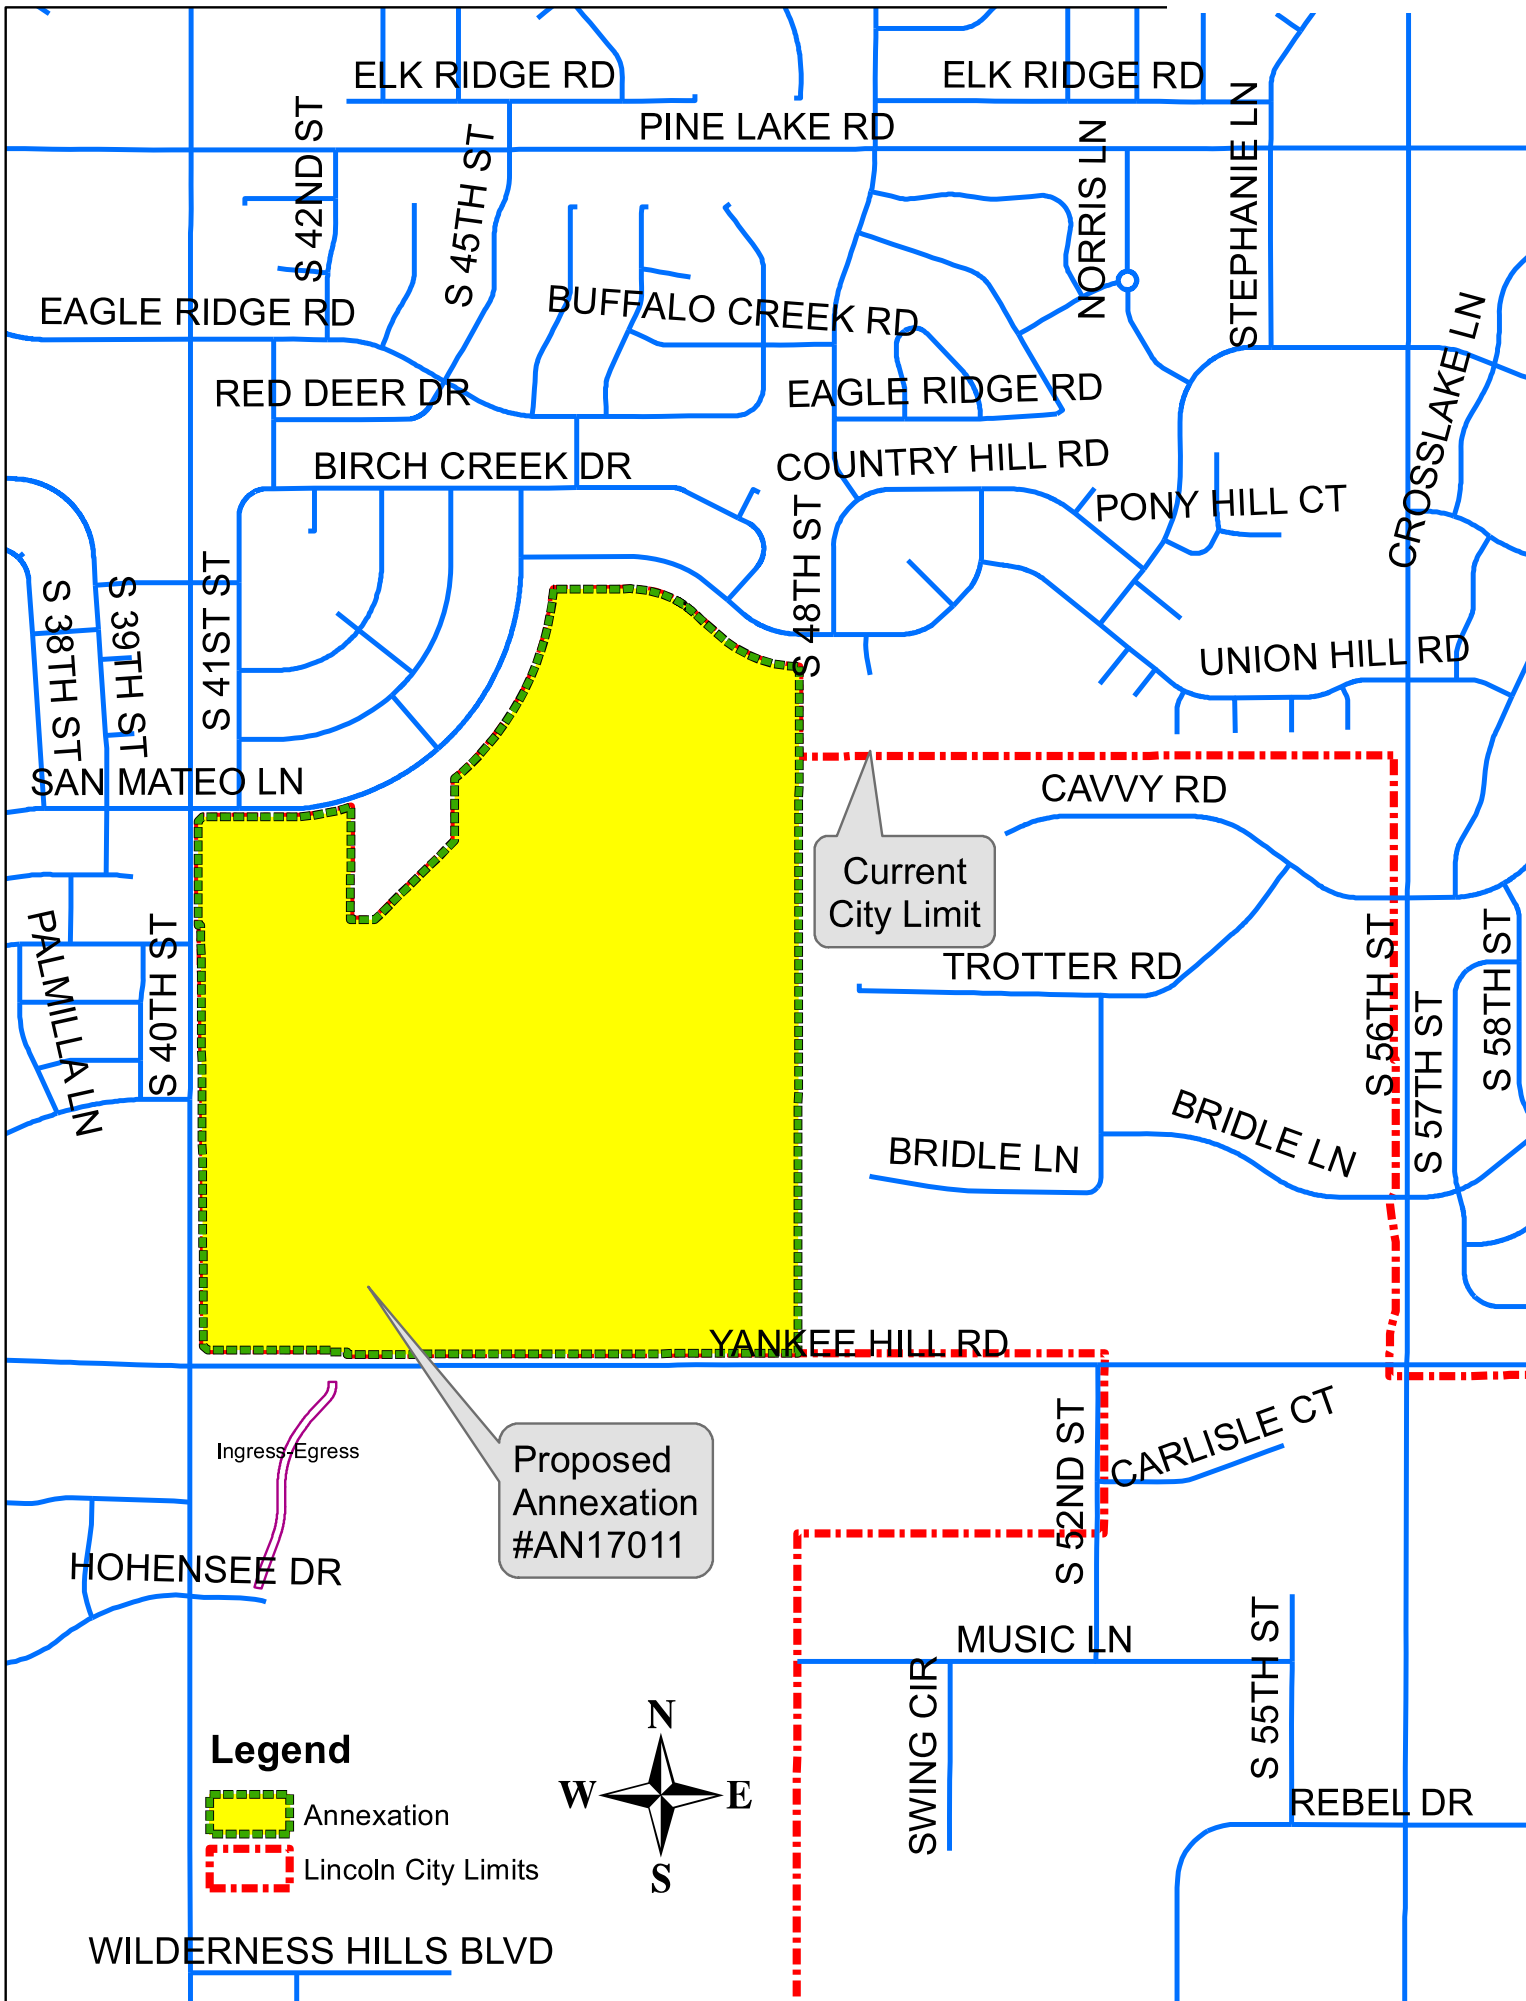 ELK RIDGE RD
ELK RIDGE RD
PINE LAKE RD
S 42ND ST
S 45TH ST
NORRIS LN
STEPHANIE LN
EAGLE RIDGE RD
BUFFALO CREEK RD
CROSSLAKE LN
RED DEER DR
EAGLE RIDGE RD
BIRCH CREEK DR
COUNTRY HILL RD
PONY HILL CT
S 48TH ST
S 38TH ST
S 39TH ST
S 41ST ST
UNION HILL RD
SAN MATEO LN
CAVVY RD
Current
City Limit
PALMILLA LN
S 40TH ST
TROTTER RD
S 56TH ST
S 57TH ST
S 58TH ST
BRIDLE LN
BRIDLE LN
YANKEE HILL RD
Ingress-Egress
Proposed
Annexation
#AN17011
S 52ND ST
CARLISLE CT
HOHENSEE DR
MUSIC LN
SWING CIR
S 55TH ST
REBEL DR
N
W
E
S
Legend
Annexation
Lincoln City Limits
WILDERNESS HILLS BLVD